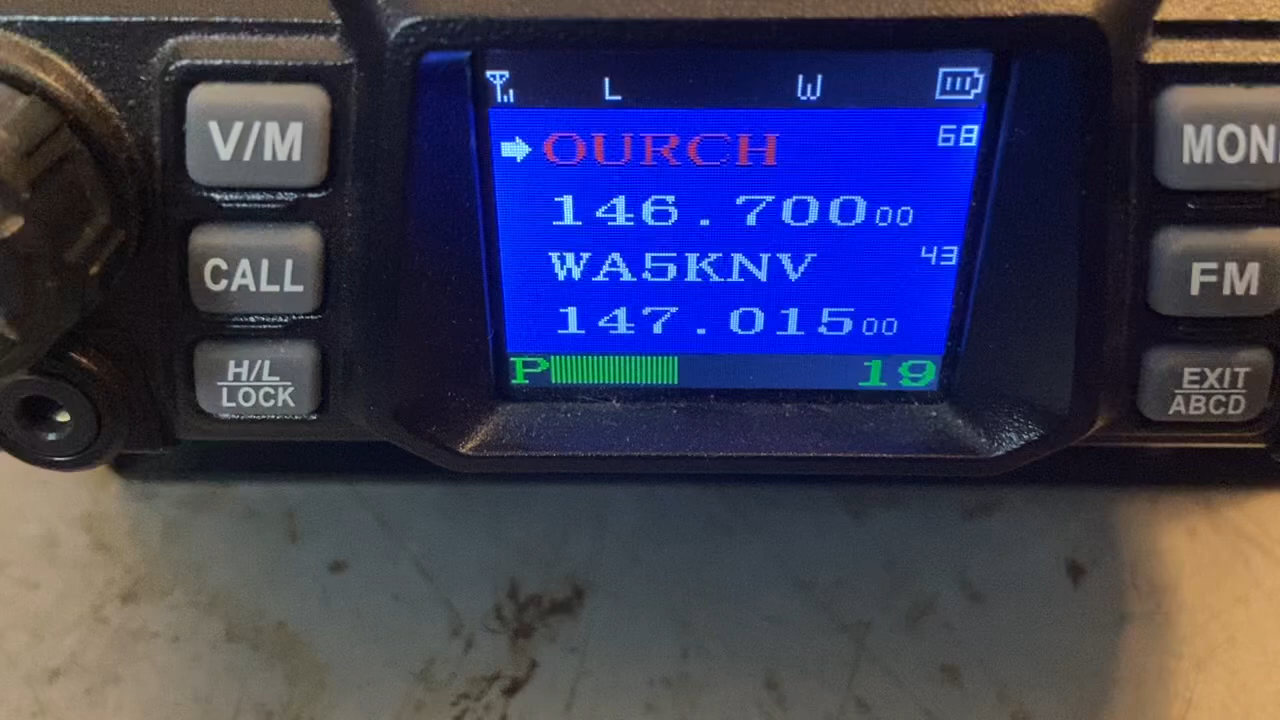 L W
OURCH 68
146.70000
WA5KNV 43
147.01500
P 19
V/M
CALL
H/L
LOCK
MON
FM
EXIT
ABCD